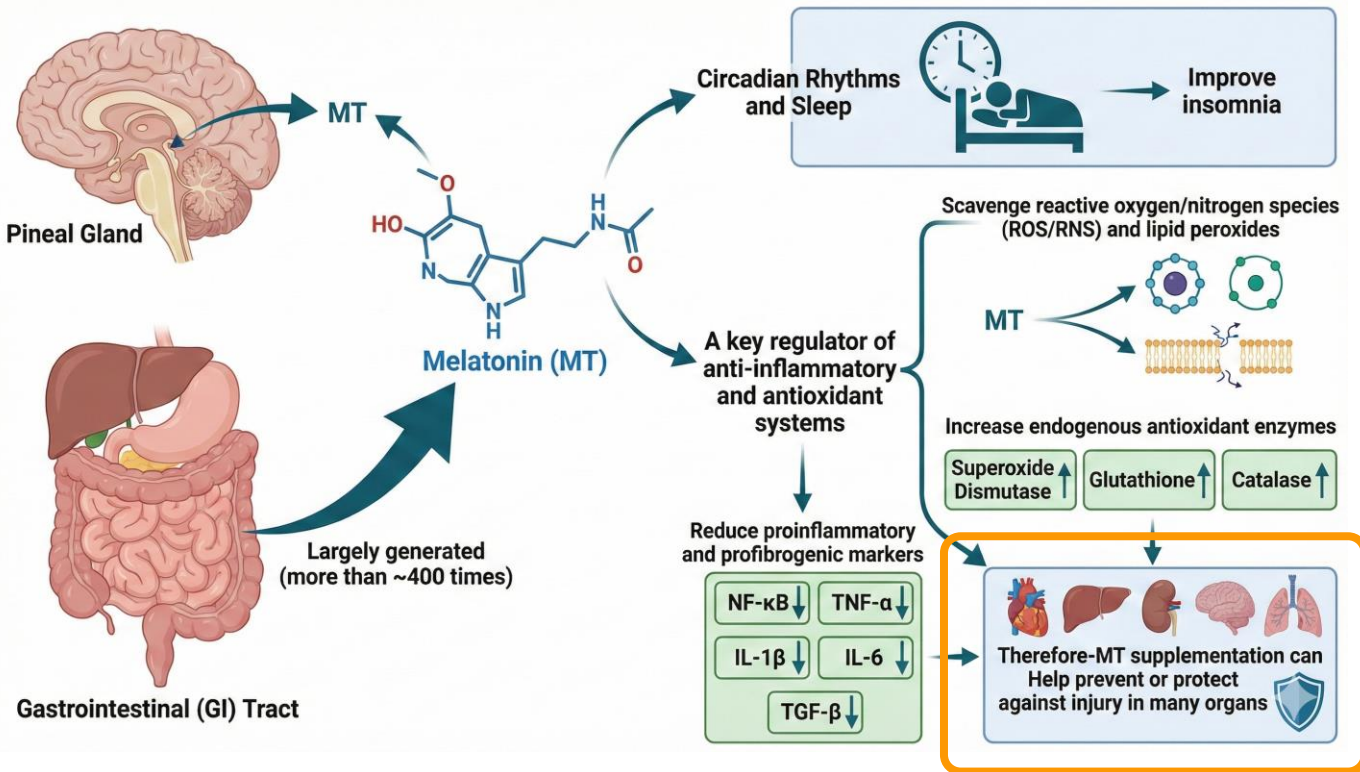 Pineal Gland
MT
O
HO
N
N
H
H
N
O
Melatonin (MT)
Largely generated
(more than ~400 times)
Gastrointestinal (GI) Tract
Circadian Rhythms
and Sleep
Improve
insomnia
A key regulator of
anti-inflammatory
and antioxidant
systems
Scavenge reactive oxygen/nitrogen species
(ROS/RNS) and lipid peroxides
MT
Increase endogenous antioxidant enzymes
Superoxide
Dismutase
Glutathione
Catalase
Reduce proinflammatory
and profibrogenic markers
NF-κB
TNF-α
IL-1β
IL-6
TGF-β
Therefore-MT supplementation can
Help prevent or protect
against injury in many organs